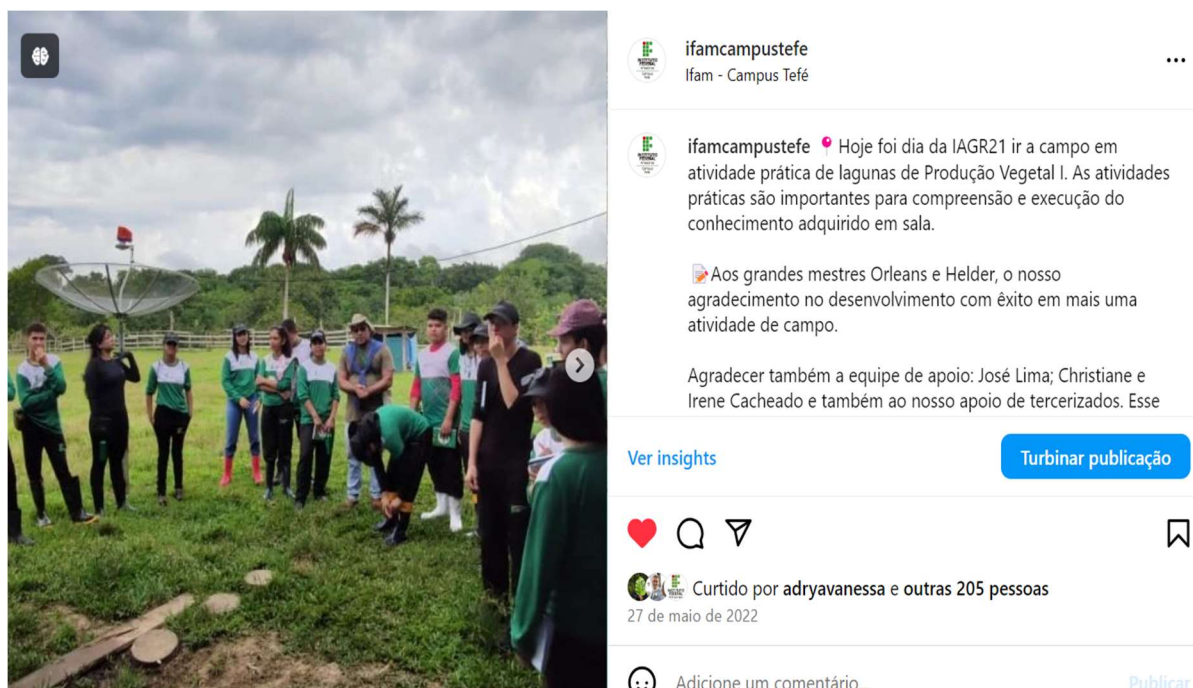 ifamcampustefe
Ifam - Campus Tefé
ifamcampustefe 📍 Hoje foi dia da IAGR21 ir a campo em
atividade prática de lagunas de Produção Vegetal I. As atividades
práticas são importantes para compreensão e execução do
conhecimento adquirido em sala.
📝Aos grandes mestres Orleans e Helder, o nosso
agradecimento no desenvolvimento com êxito em mais uma
atividade de campo.
Agradecer também a equipe de apoio: José Lima; Christiane e
Irene Cacheado e também ao nosso apoio de tercerizados. Esse
Ver insights
Turbinar publicação
Curtido por adryavanessa e outras 205 pessoas
27 de maio de 2022
Adicione um comentário...
Publicar